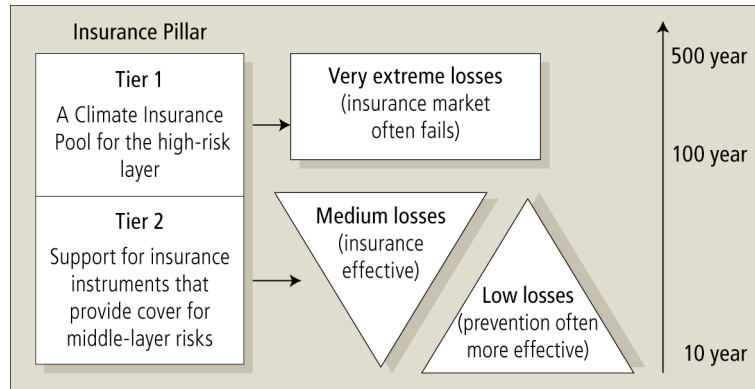 Insurance Pillar
Tier 1
A Climate Insurance
Pool for the high-risk
layer
Tier 2
Support for insurance
instruments that
provide cover for
middle-layer risks
Very extreme losses
(insurance market
often fails)
Medium losses
(insurance
effective)
Low losses
(prevention often
more effective)
500 year
100 year
10 year